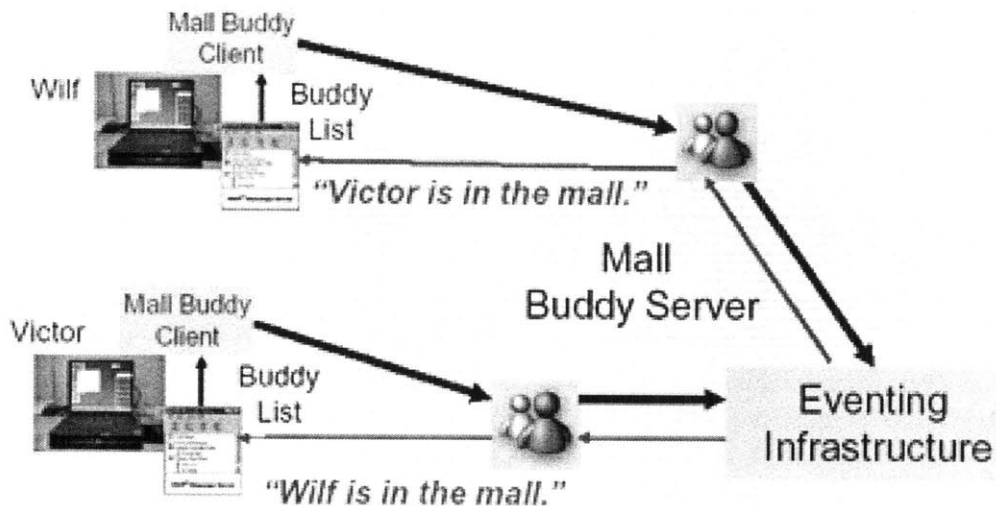 Mall Buddy
Client
Wilf
Buddy
List
"Victor is in the mall."
Mall
Buddy Server
Mall Buddy
Client
Victor
Buddy
List
Eventing
Infrastructure
"Wilf is in the mall."